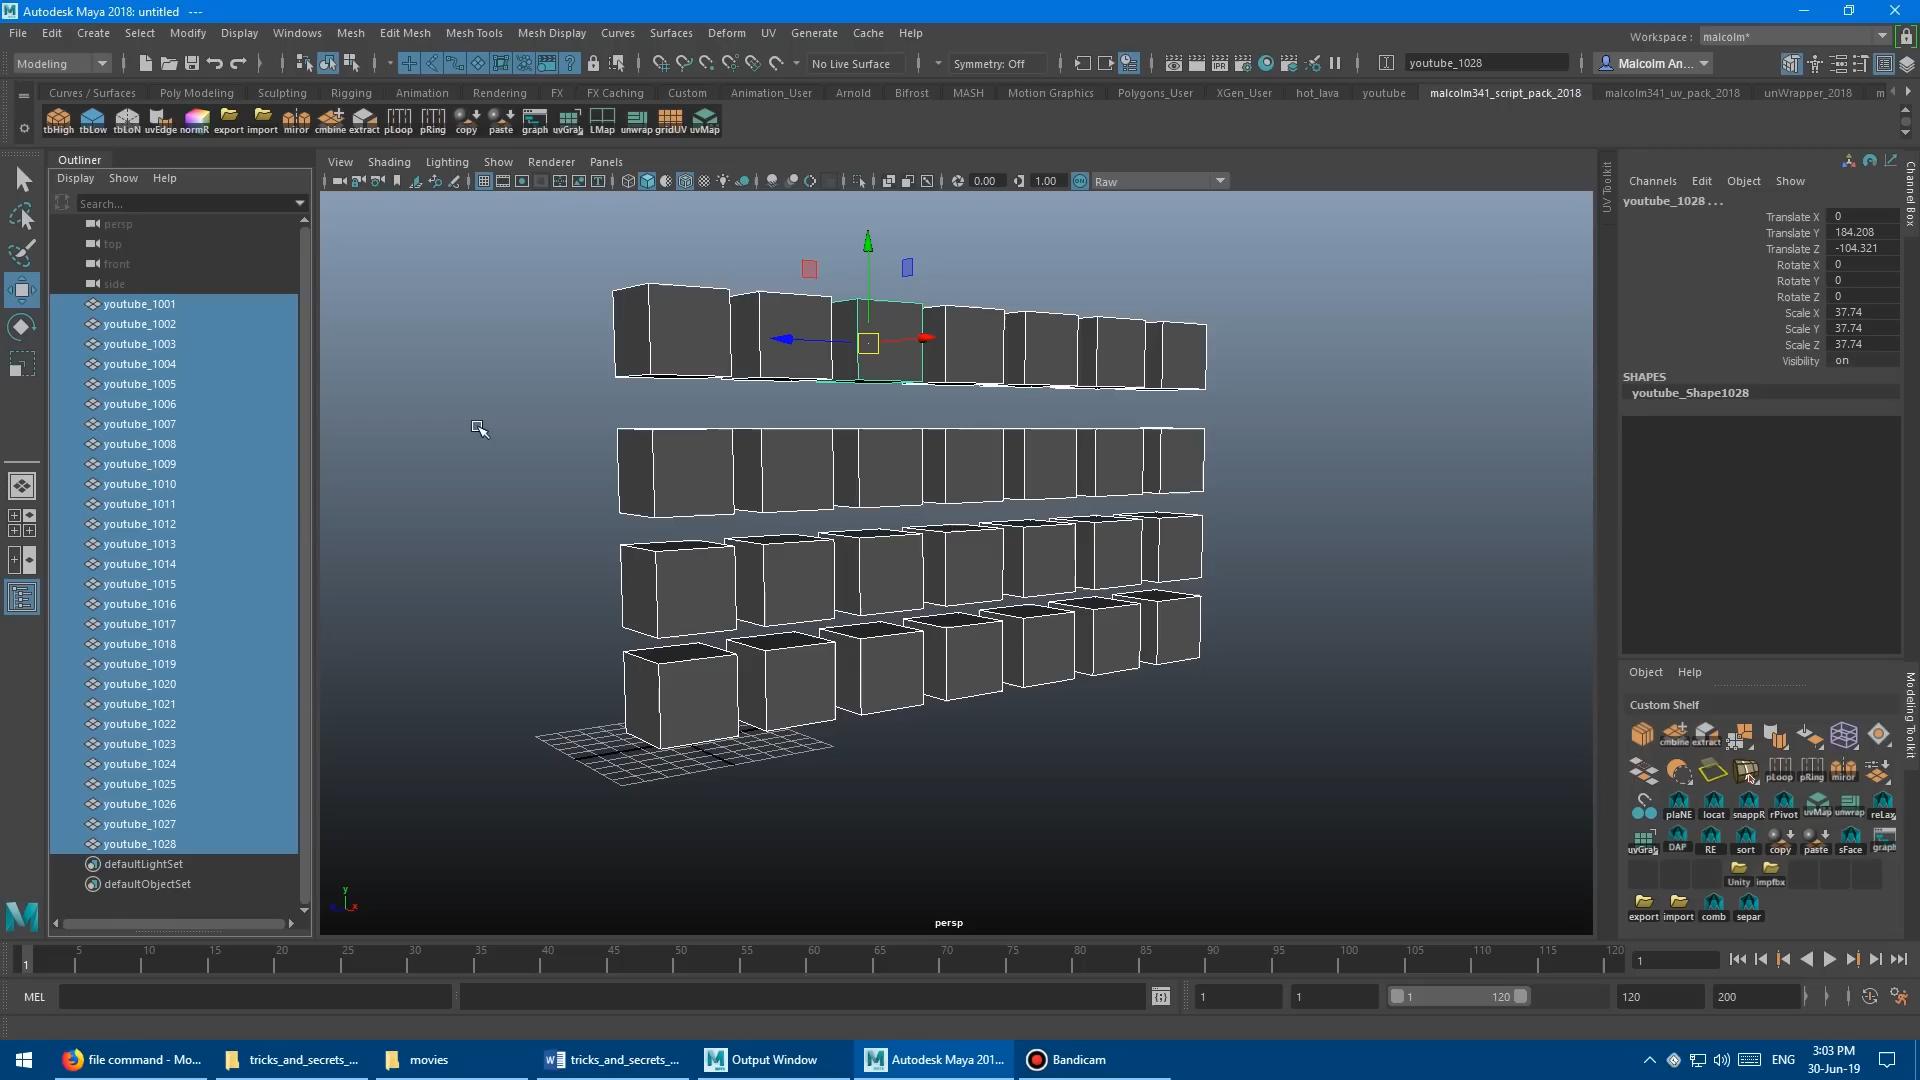 Autodesk Maya 2018: untitled   ---
File Edit Create Select Modify Display Windows Mesh Edit Mesh Mesh Tools Mesh Display Curves Surfaces Deform UV Generate Cache Help
Workspace : malcolm*
Modeling No Live Surface Symmetry: Off youtube_1028 Malcolm An...
Curves / Surfaces Poly Modeling Sculpting Rigging Animation Rendering FX FX Caching Custom Animation_User Arnold Bifrost MASH Motion Graphics Polygons_User XGen_User hot_lava youtube malcolm341_script_pack_2018 malcolm341_uv_pack_2018 unWrapper_2018 m
tbHigh tbLow tbLoN uvEdge normR export import miror cmbine extract pLoop pRing copy paste graph uvGrab LMap unwrap gridUV uvMap
Outliner
Display Show Help
Search...
persp
top
front
side
youtube_1001
youtube_1002
youtube_1003
youtube_1004
youtube_1005
youtube_1006
youtube_1007
youtube_1008
youtube_1009
youtube_1010
youtube_1011
youtube_1012
youtube_1013
youtube_1014
youtube_1015
youtube_1016
youtube_1017
youtube_1018
youtube_1019
youtube_1020
youtube_1021
youtube_1022
youtube_1023
youtube_1024
youtube_1025
youtube_1026
youtube_1027
youtube_1028
defaultLightSet
defaultObjectSet
View Shading Lighting Show Renderer Panels
0.00 1.00 Raw
y
x
persp
UV Toolkit
Channels Edit Object Show
youtube_1028 . . .
Translate X 0
Translate Y 184.208
Translate Z -104.321
Rotate X 0
Rotate Y 0
Rotate Z 0
Scale X 37.74
Scale Y 37.74
Scale Z 37.74
Visibility on
SHAPES
youtube_Shape1028
Channel Box
Modeling Toolkit
Object Help
Custom Shelf
cmbine extract
pLoop pRing miror
plaNE locat snappR rPivot uvMap unwrap reLax
uvGrab DAP RE sort copy paste sFace graph
Unity impfbx
export import comb separ
1 5 10 15 20 25 30 35 40 45 50 55 60 65 70 75 80 85 90 95 100 105 110 115 120
1
MEL 1 1 1 120 120 200
file command - Mo... tricks_and_secrets_... movies tricks_and_secrets_... Output Window Autodesk Maya 201... Bandicam
ENG 3:03 PM
30-Jun-19